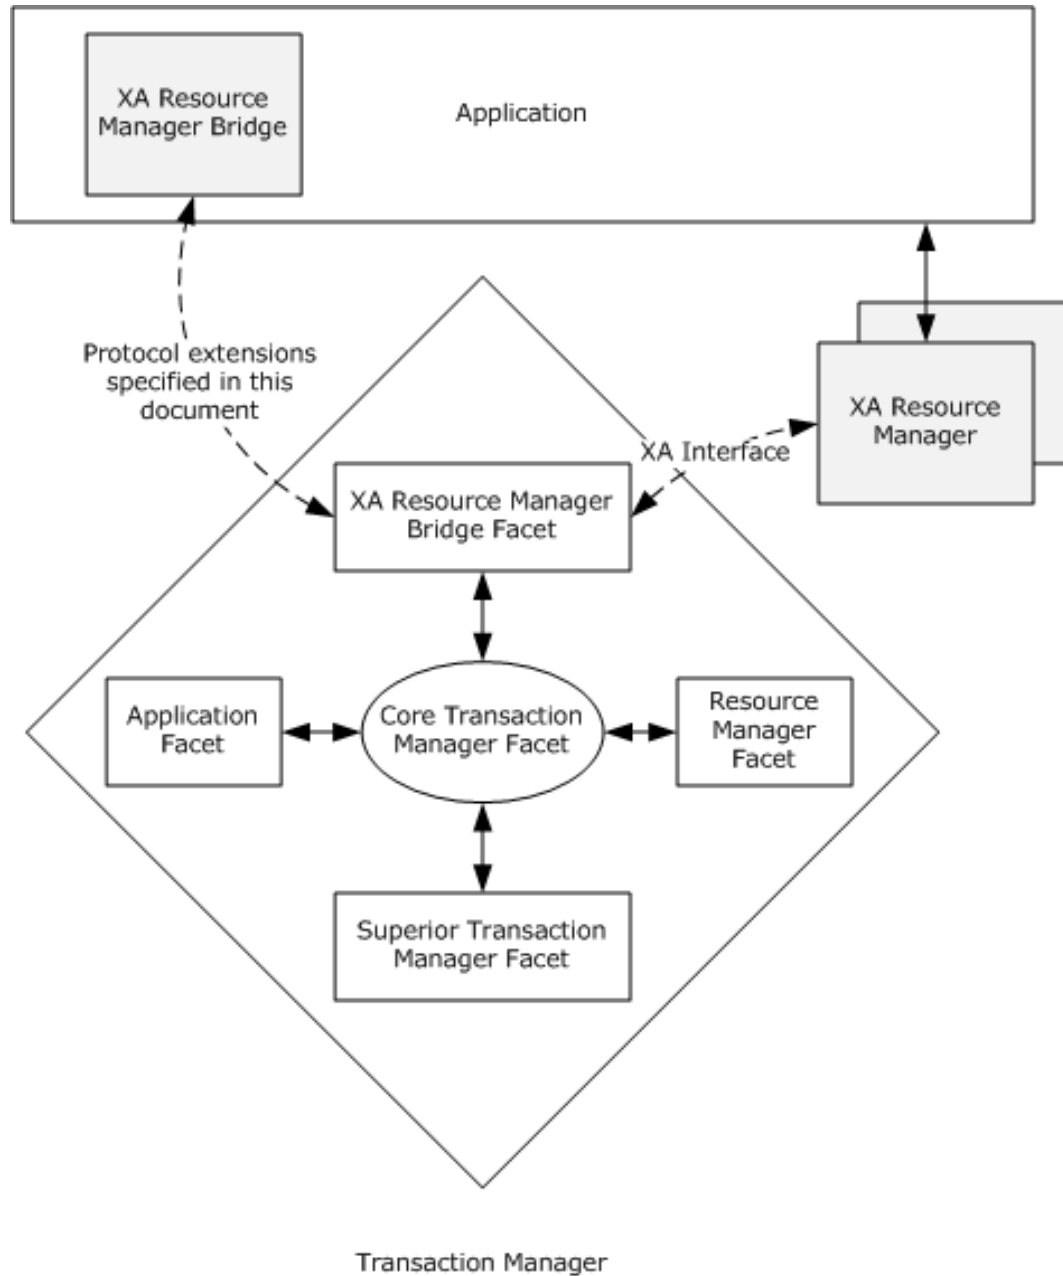 XA Resource
Manager Bridge
Application
Protocol extensions
specified in this
document
XA Interface
XA Resource
Manager
XA Resource Manager
Bridge Facet
Application
Facet
Core Transaction
Manager Facet
Resource
Manager
Facet
Superior Transaction
Manager Facet
Transaction Manager